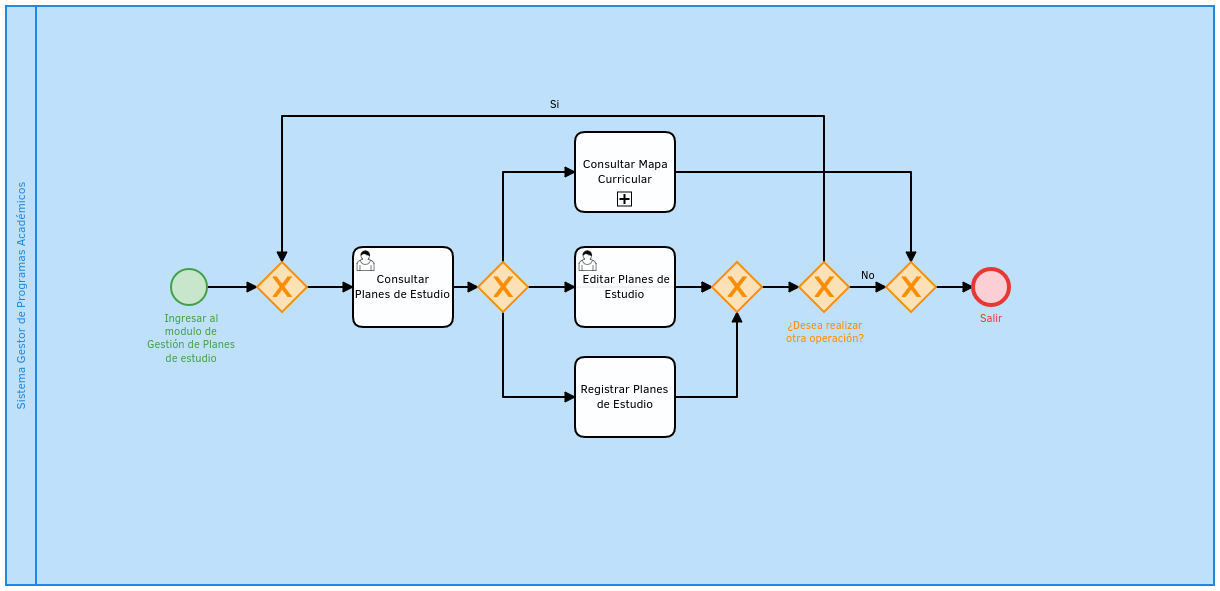 Sistema Gestor de Programas Académicos
Si
Consultar Mapa
Curricular
Consultar
Planes de Estudio
Editar Planes de
Estudio
No
Ingresar al
modulo de
Gestión de Planes
de estudio
¿Desea realizar
otra operación?
Salir
Registrar Planes
de Estudio